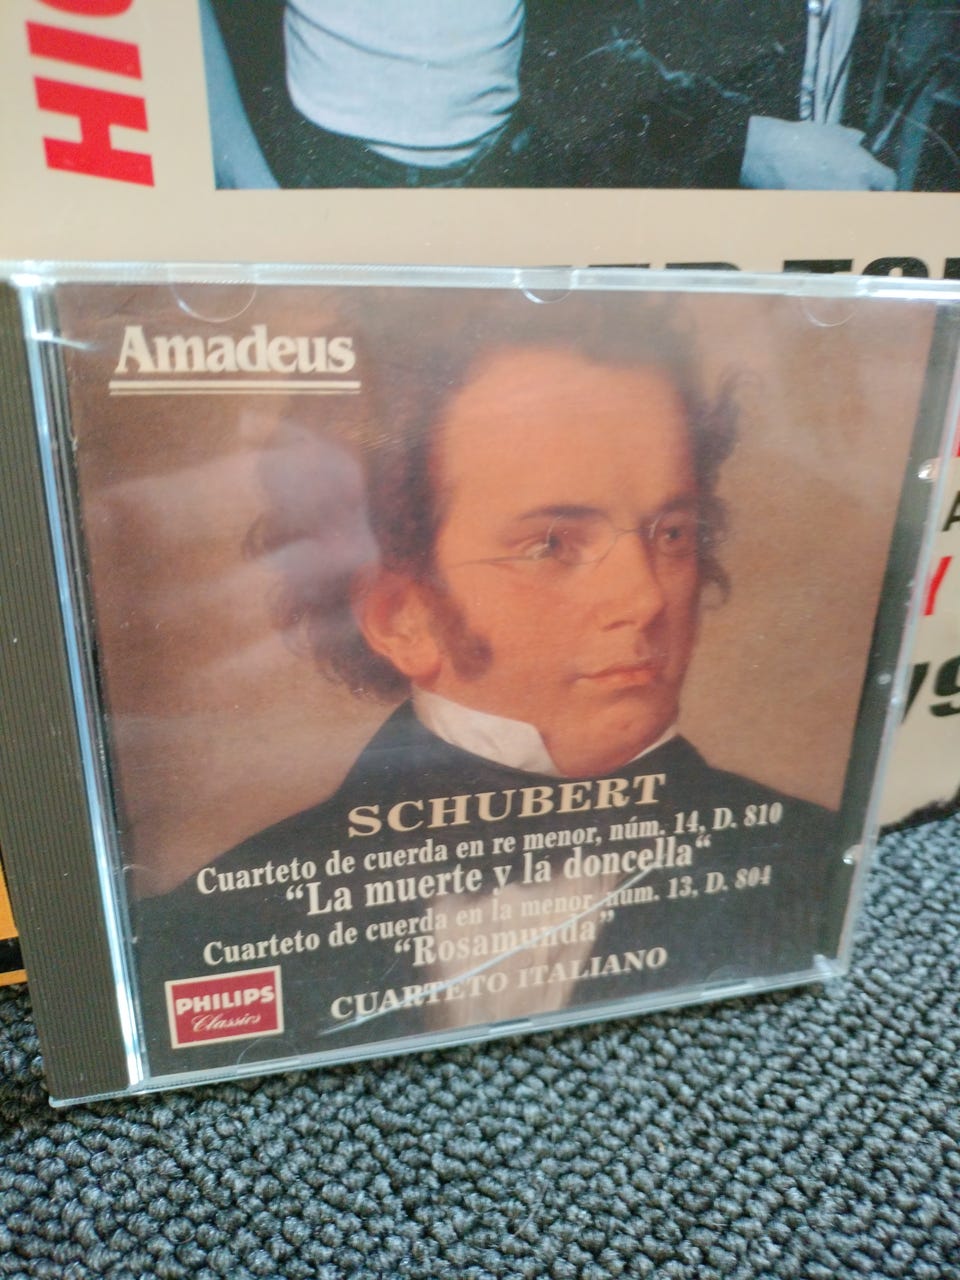 Amadeus
SCHUBERT
Cuarteto de cuerda en re menor, núm. 14, D. 810
“La muerte y la doncella“
Cuarteto de cuerda en la menor, núm. 13, D. 804
“Rosamunda”
CUARTETO ITALIANO
PHILIPS
Classics